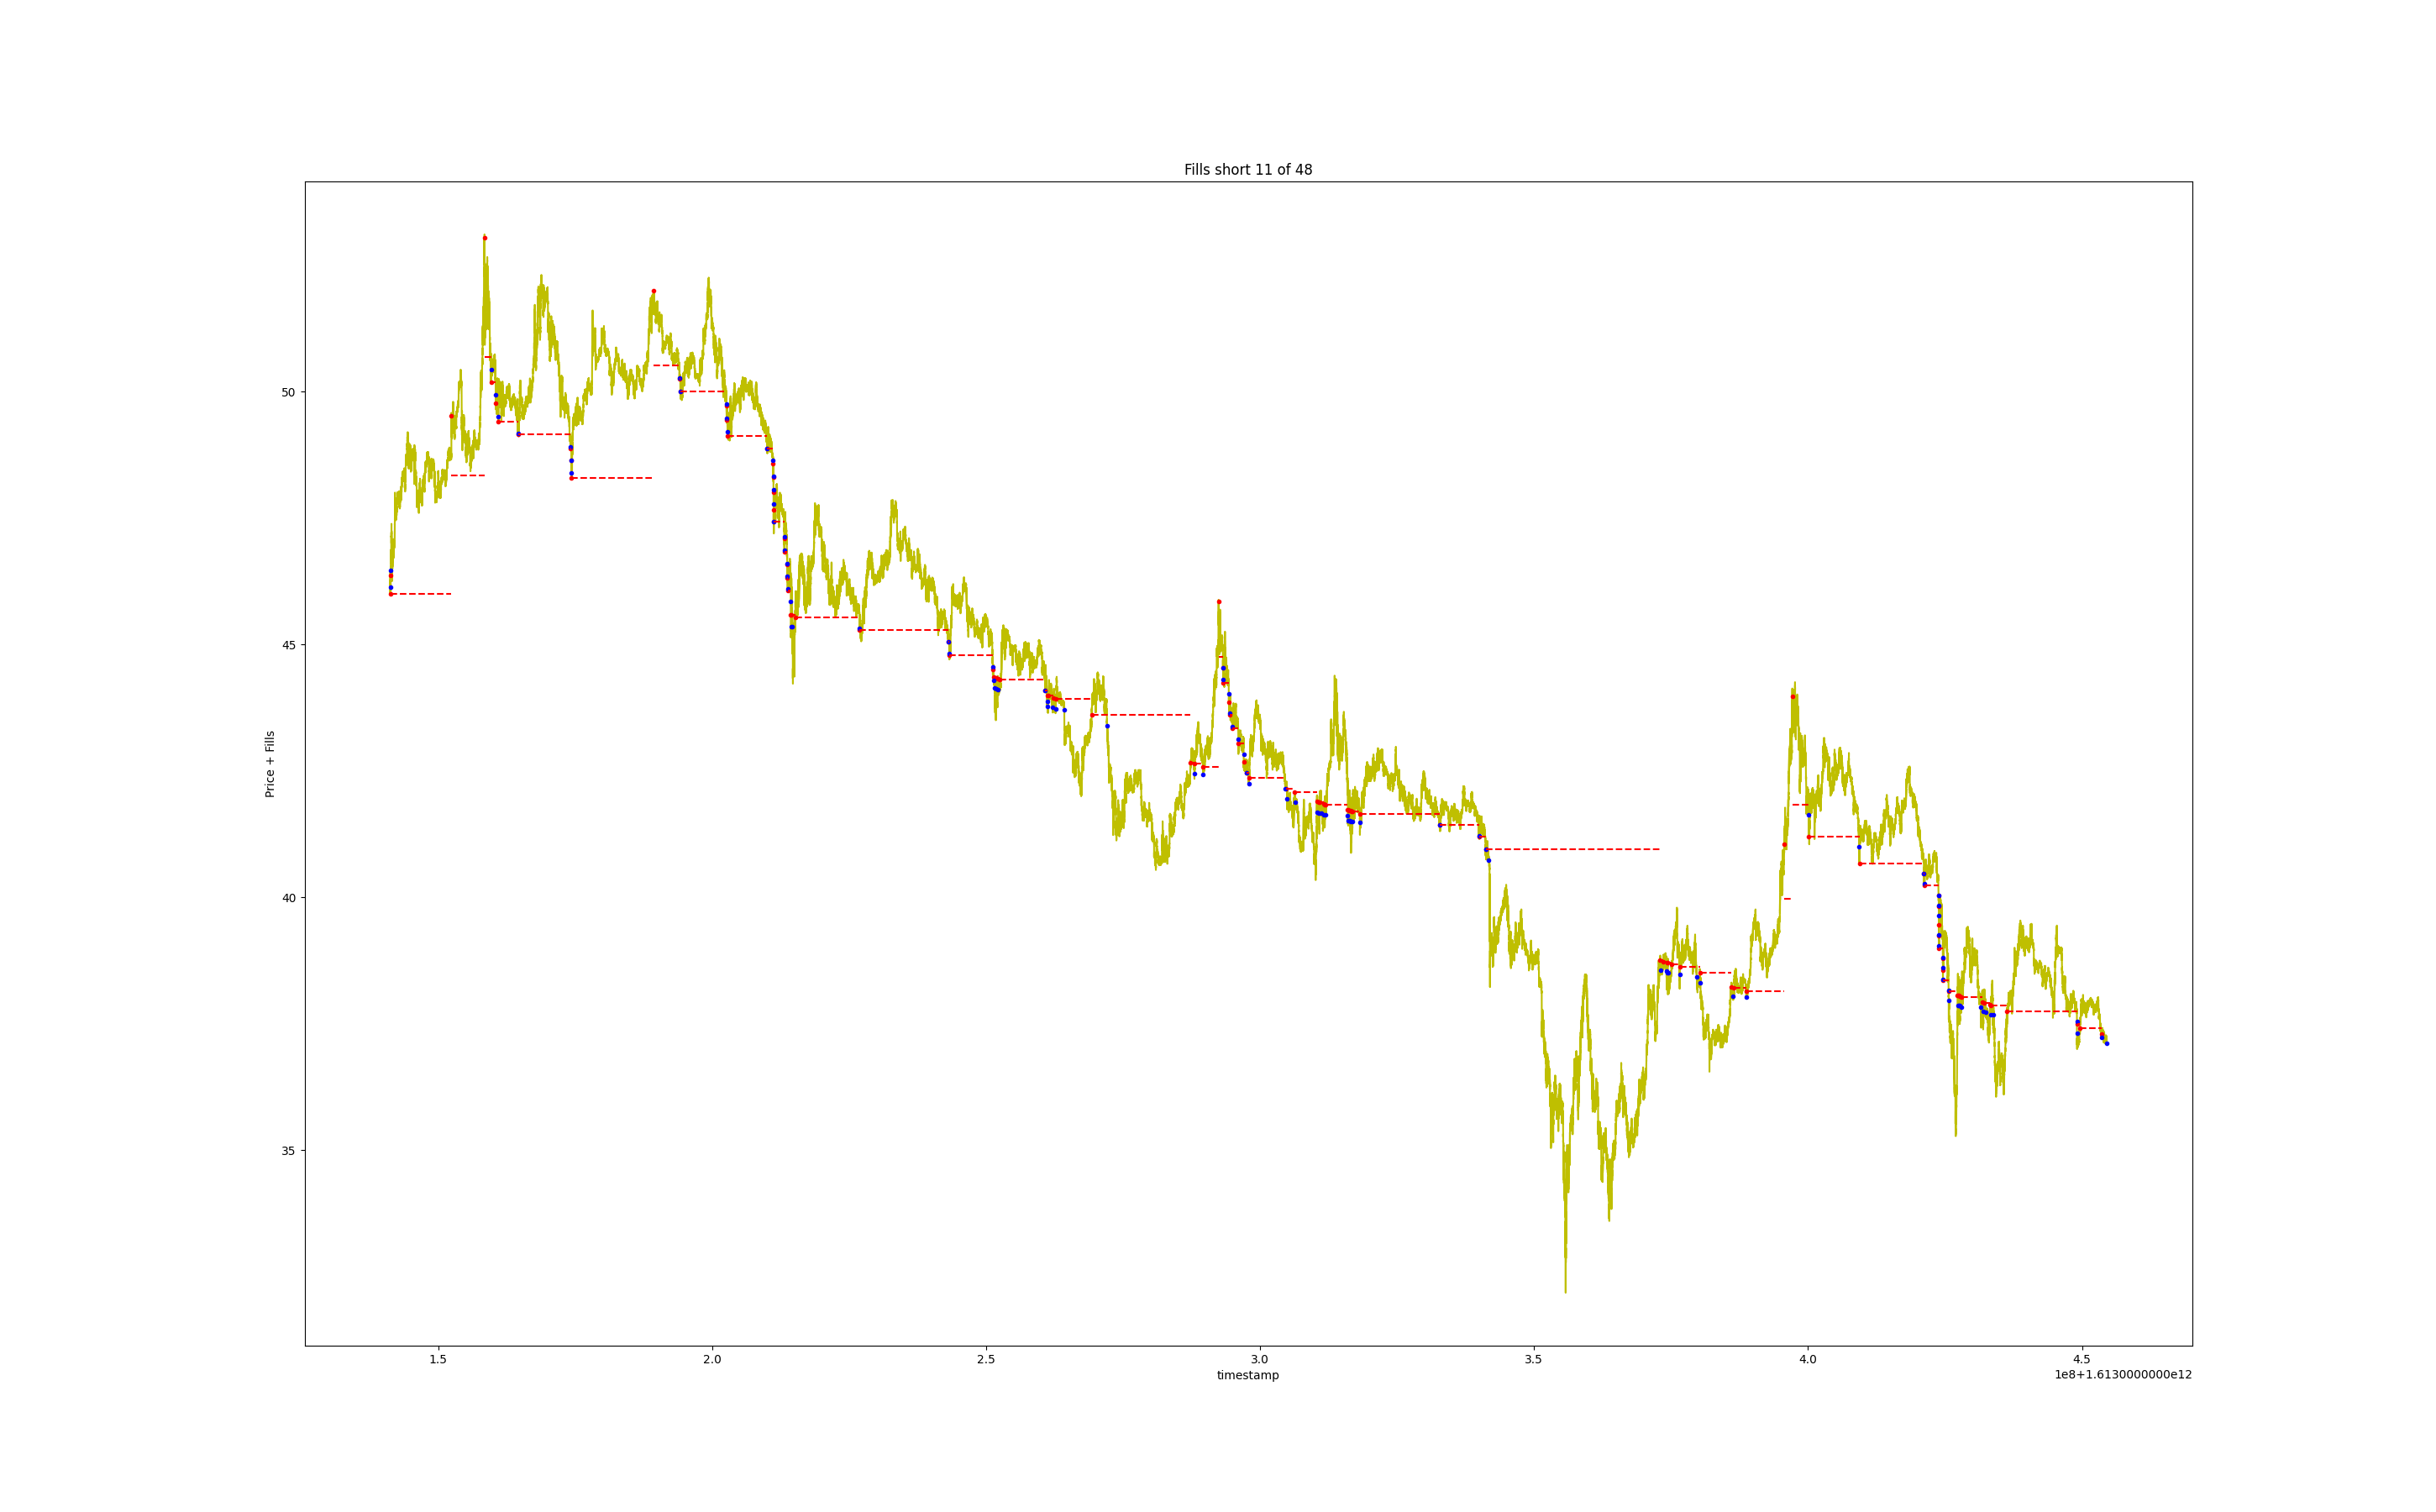 Fills short 11 of 48
Price + Fills
50
45
40
35
1.5 2.0 2.5 3.0 3.5 4.0 4.5
timestamp
1e8+1.6130000000e12